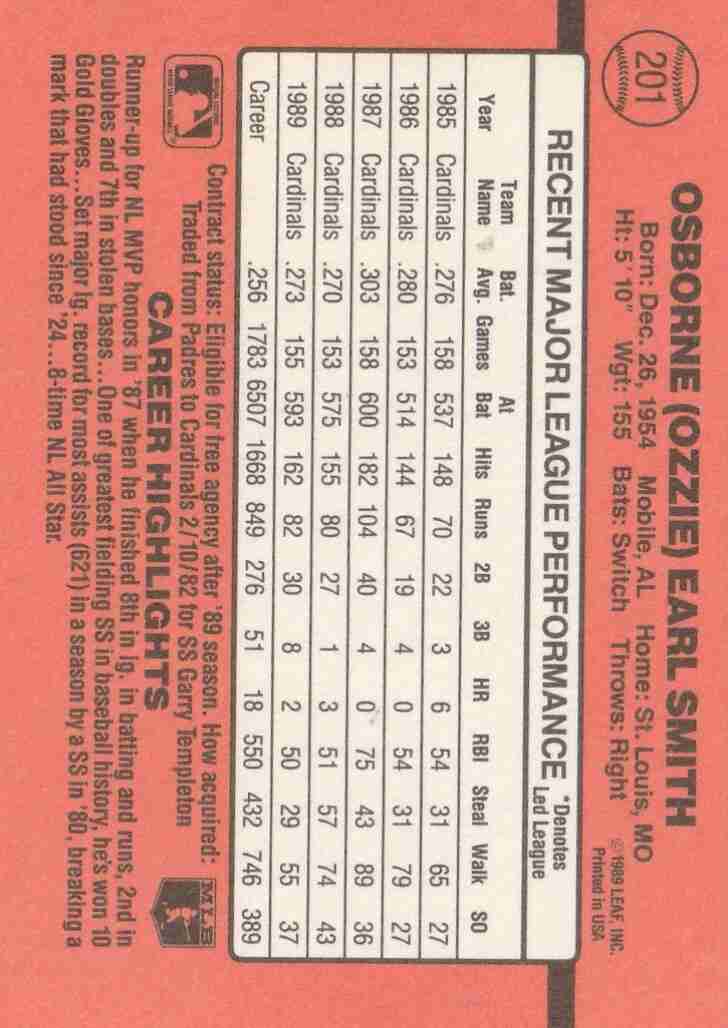 201
OSBORNE (OZZIE) EARL SMITH
Born: Dec. 26, 1954 Mobile, AL Home: St. Louis, MO
Ht: 5' 10" Wgt: 155 Bats: Switch Throws: Right
©1989 LEAF, INC.
Printed in USA
RECENT MAJOR LEAGUE PERFORMANCE *Denotes Led League
Year Team Name Bat. Avg. Games At Bat Hits Runs 2B 3B HR RBI Steal Walk SO
1985 Cardinals .276 158 537 148 70 22 3 6 54 31 65 27
1986 Cardinals .280 153 514 144 67 19 4 0 54 31 79 27
1987 Cardinals .303 158 600 182 104 40 4 0 75 43 89 36
1988 Cardinals .270 153 575 155 80 27 1 3 51 57 74 43
1989 Cardinals .273 155 593 162 82 30 8 2 50 29 55 37
Career .256 1783 6507 1668 849 276 51 18 550 432 746 389
Contract status: Eligible for free agency after '89 season. How acquired:
Traded from Padres to Cardinals 2/10/82 for SS Garry Templeton
MLB
CAREER HIGHLIGHTS
Runner-up for NL MVP honors in '87 when he finished 8th in lg. in batting and runs, 2nd in
doubles and 7th in stolen bases...One of greatest fielding SS in baseball history, he's won 10
Gold Gloves...Set major lg. record for most assists (621) in a season by a SS in '80, breaking a
mark that had stood since '24...8-time NL All Star.